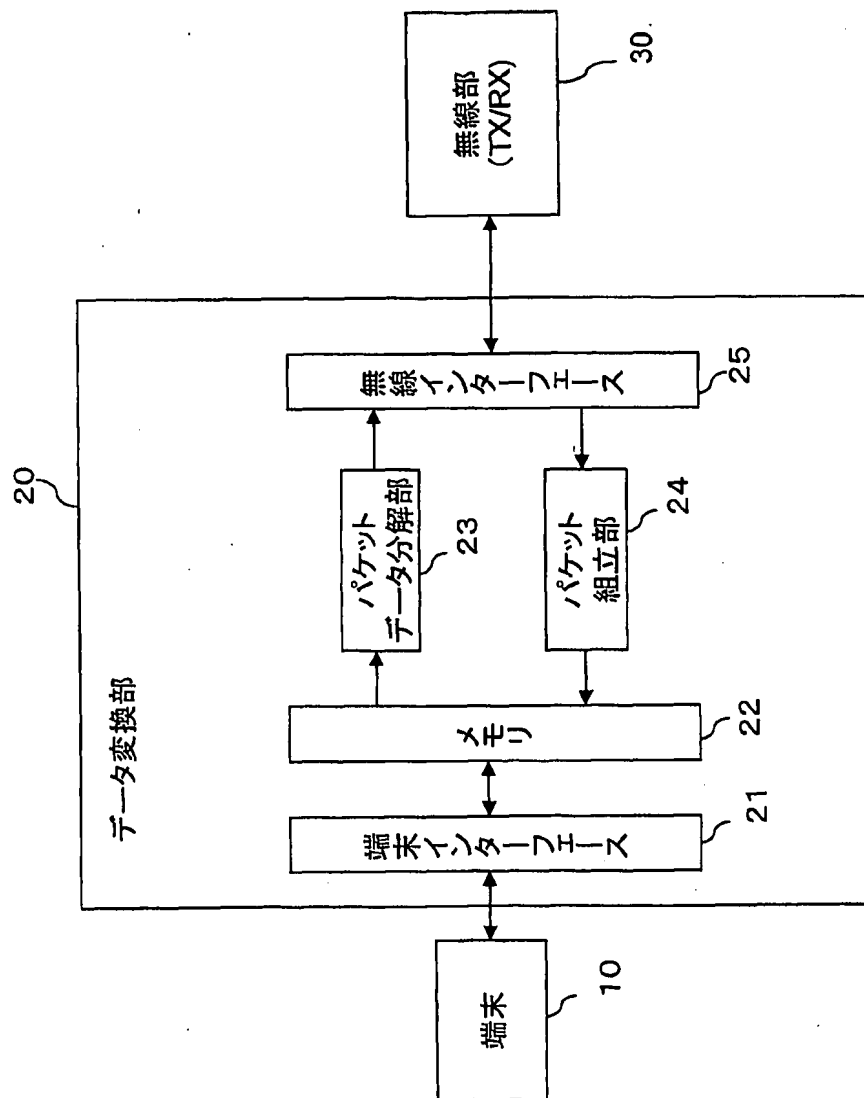 20
データ変換部
端末
10
端末インターフェース
21
メモリ
22
パケット
データ分解部
23
パケット
組立部
24
無線インターフェース
25
無線部
(TX/RX)
30